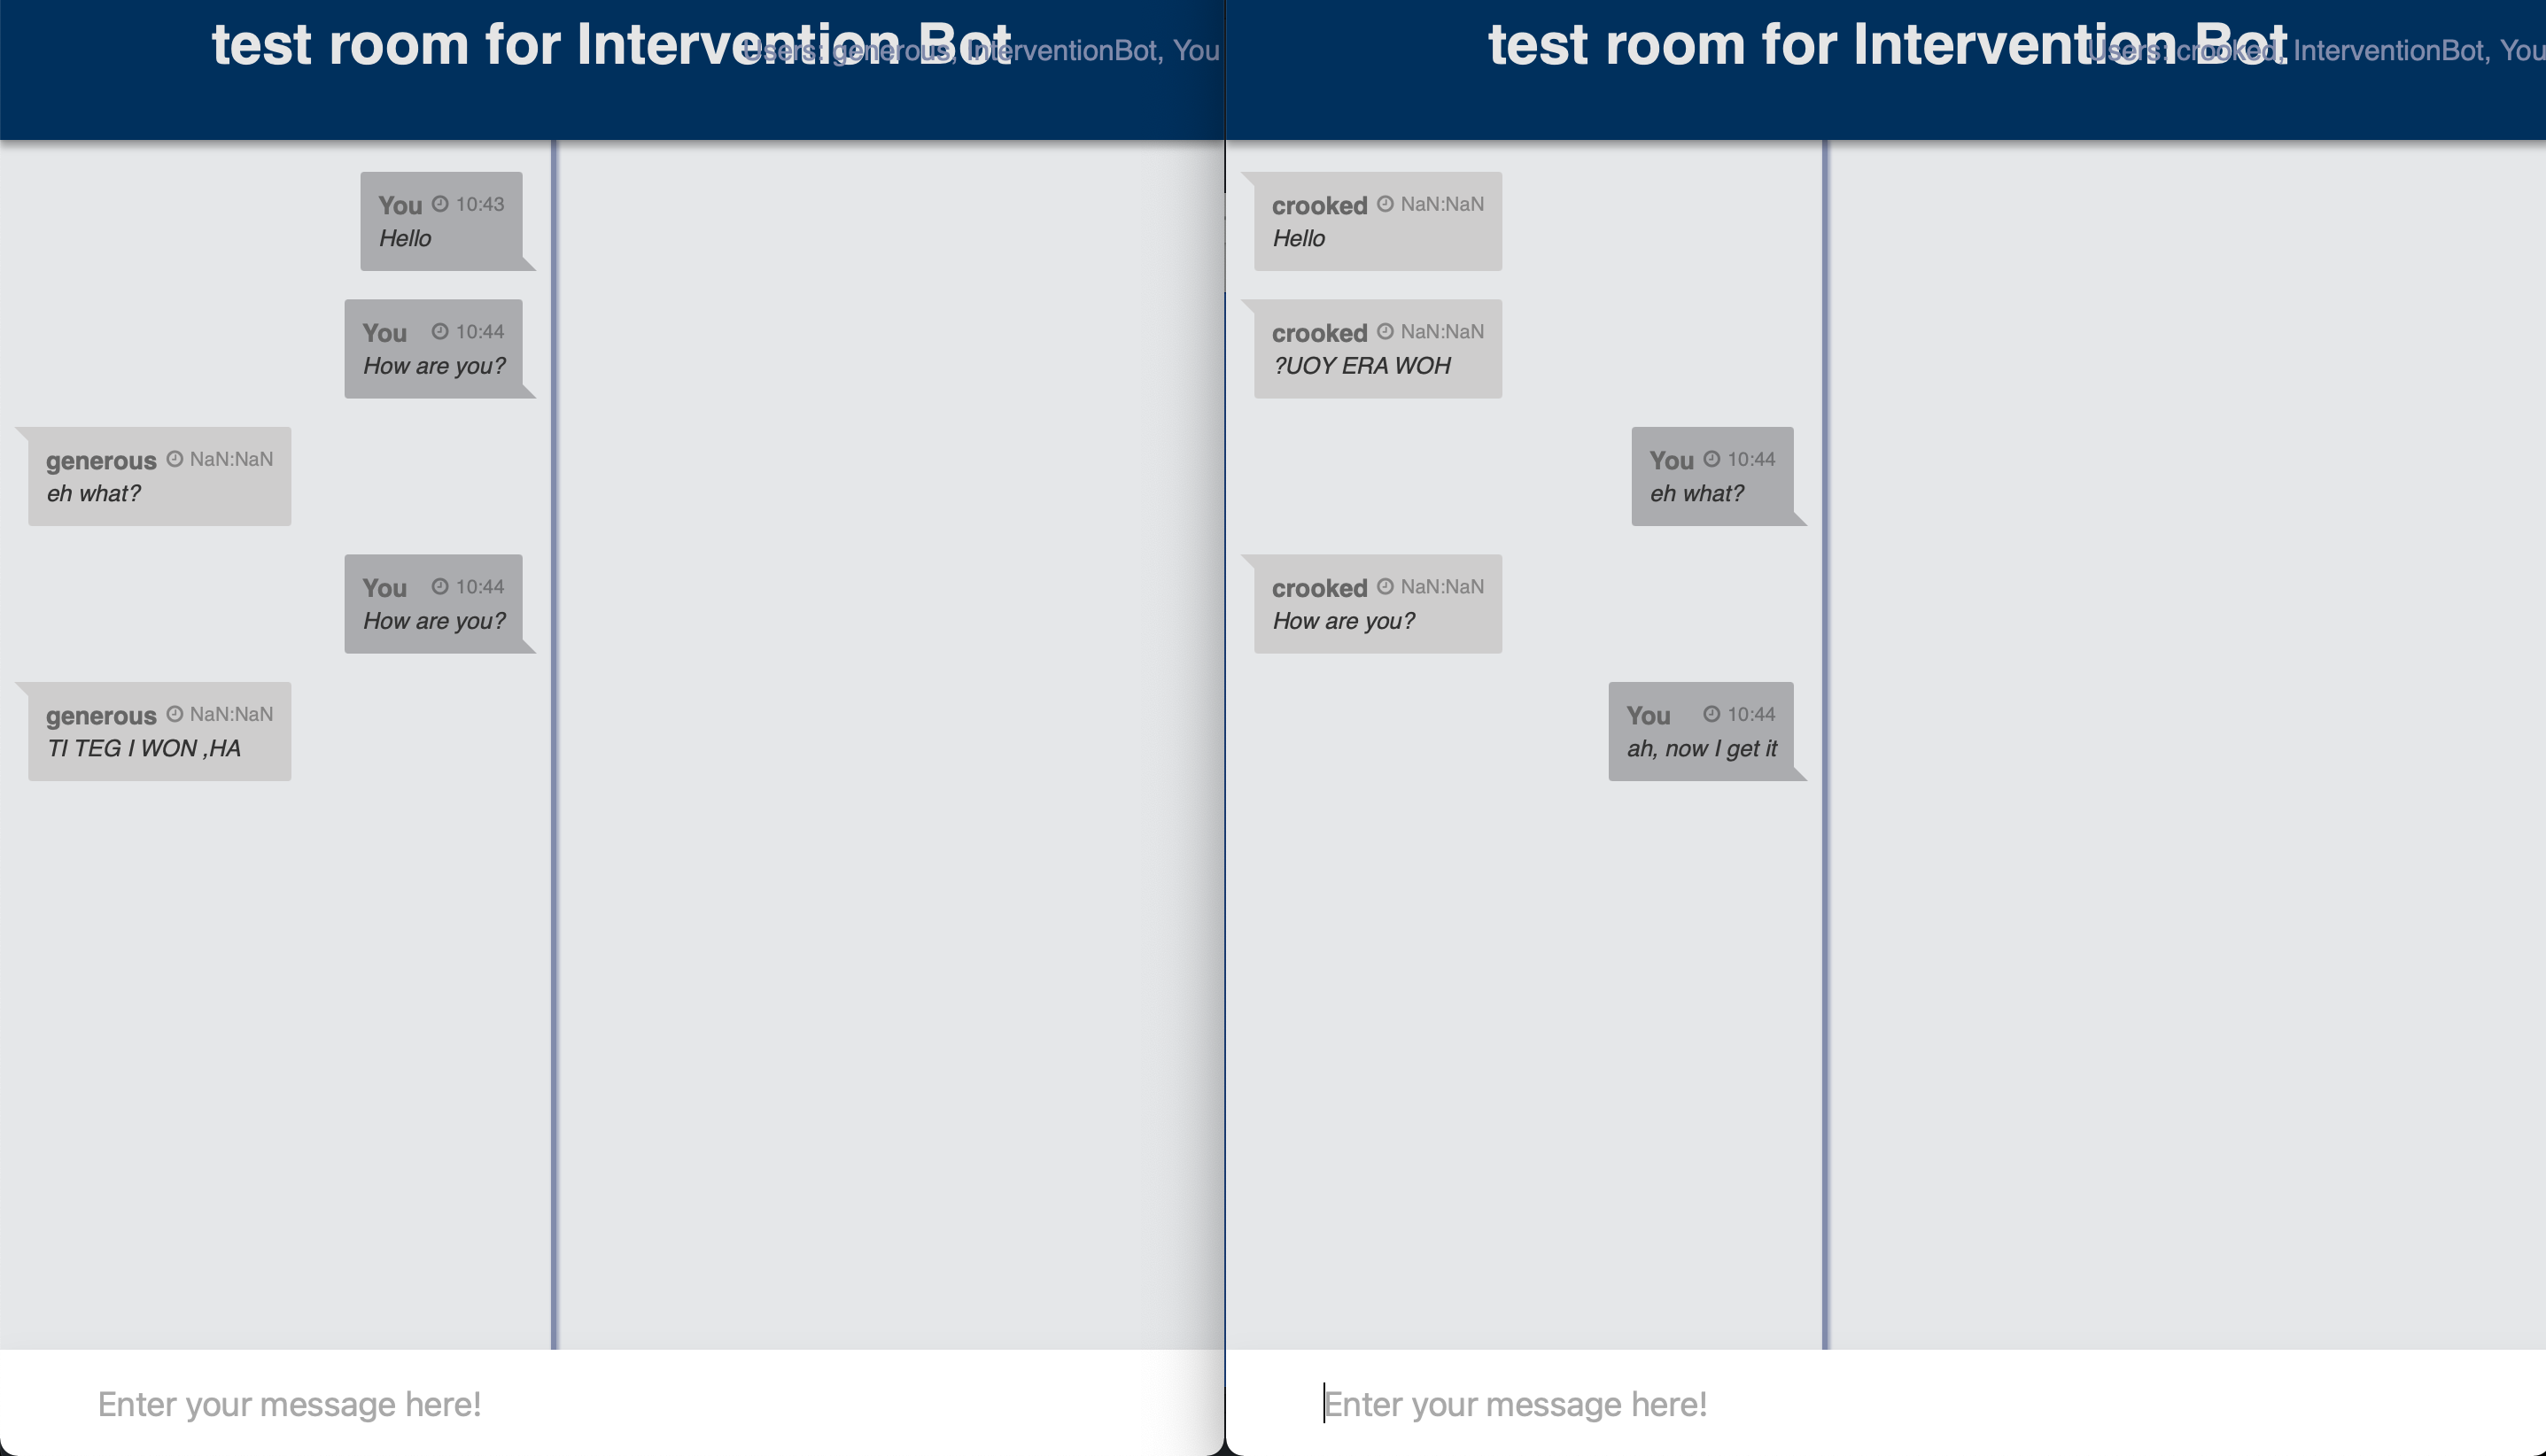 test room for Intervention Bot
Users: generous, InterventionBot, You
You 10:43
Hello
You 10:44
How are you?
generous NaN:NaN
eh what?
You 10:44
How are you?
generous NaN:NaN
TI TEG I WON ,HA
Enter your message here!
test room for Intervention Bot
Users: crooked, InterventionBot, You
crooked NaN:NaN
Hello
crooked NaN:NaN
?UOY ERA WOH
You 10:44
eh what?
crooked NaN:NaN
How are you?
You 10:44
ah, now I get it
Enter your message here!